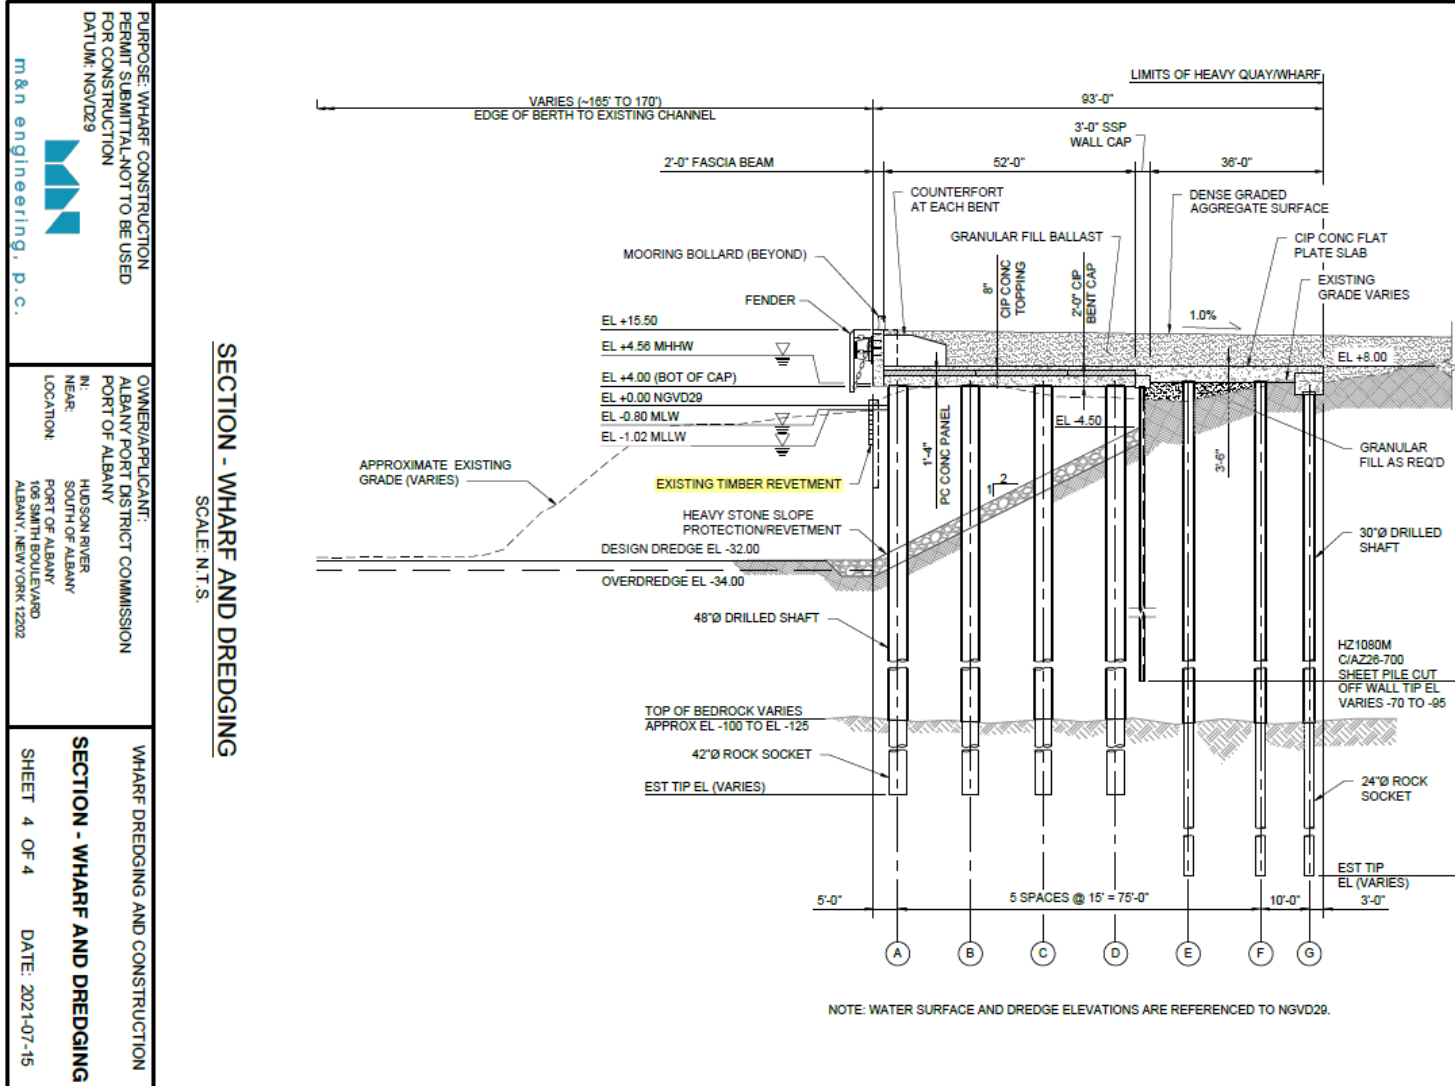 PURPOSE: WHARF CONSTRUCTION
PERMIT SUBMITTAL-NOT TO BE USED
FOR CONSTRUCTION
DATUM: NGVD29
m&n engineering, p.c.
OWNER/APPLICANT:
ALBANY PORT DISTRICT COMMISSION
PORT OF ALBANY
IN: HUDSON RIVER
NEAR: SOUTH OF ALBANY
LOCATION: PORT OF ALBANY
106 SMITH BOULEVARD
ALBANY, NEW YORK 12202
WHARF DREDGING AND CONSTRUCTION
SECTION - WHARF AND DREDGING
SHEET 4 OF 4 DATE: 2021-07-15
SECTION - WHARF AND DREDGING
SCALE: N.T.S.
LIMITS OF HEAVY QUAY/WHARF
VARIES (~165' TO 170')
EDGE OF BERTH TO EXISTING CHANNEL
93'-0"
3'-0" SSP
WALL CAP
2'-0" FASCIA BEAM
52'-0"
36'-0"
COUNTERFORT
AT EACH BENT
DENSE GRADED
AGGREGATE SURFACE
GRANULAR FILL BALLAST
CIP CONC FLAT
PLATE SLAB
MOORING BOLLARD (BEYOND)
8"
CIP CONC
TOPPING
2'-0" CIP
BENT CAP
EXISTING
GRADE VARIES
FENDER
1.0%
EL +15.50
EL +4.56 MHHW
EL +8.00
EL +4.00 (BOT OF CAP)
EL +0.00 NGVD29
EL -0.80 MLW
EL -1.02 MLLW
EL -4.50
1'-4"
PC CONC PANEL
3'-6"
GRANULAR
FILL AS REQ'D
APPROXIMATE EXISTING
GRADE (VARIES)
EXISTING TIMBER REVETMENT
2
1
HEAVY STONE SLOPE
PROTECTION/REVETMENT
30"Ø DRILLED
SHAFT
DESIGN DREDGE EL -32.00
OVERDREDGE EL -34.00
48"Ø DRILLED SHAFT
HZ1080M
C/AZ26-700
SHEET PILE CUT
OFF WALL TIP EL
VARIES -70 TO -95
TOP OF BEDROCK VARIES
APPROX EL -100 TO EL -125
42"Ø ROCK SOCKET
EST TIP EL (VARIES)
24"Ø ROCK
SOCKET
EST TIP
EL (VARIES)
5'-0"
5 SPACES @ 15' = 75'-0"
10'-0"
3'-0"
A B C D E F G
NOTE: WATER SURFACE AND DREDGE ELEVATIONS ARE REFERENCED TO NGVD29.